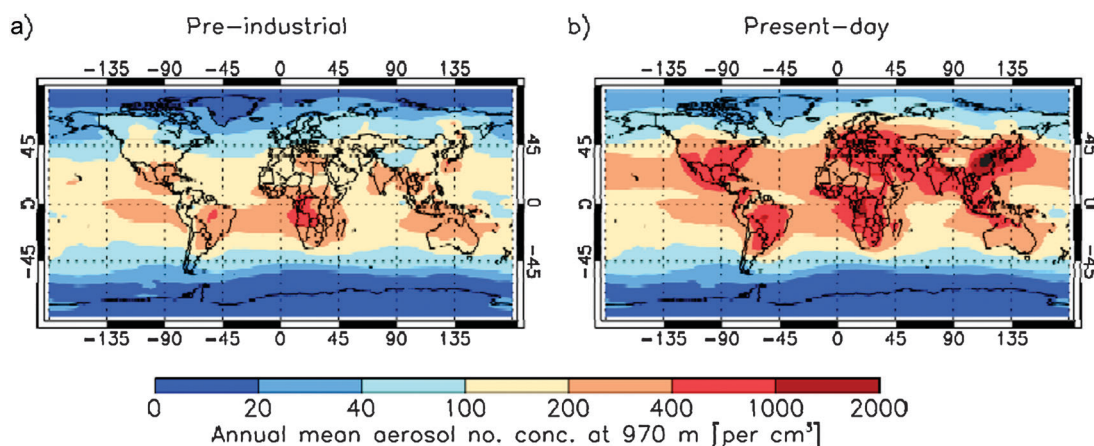 a) Pre-industrial b) Present-day
-135 -90 -45 0 45 90 135 -135 -90 -45 0 45 90 135
45 45 45 45
0 0 0 0
-45 -45 -45 -45
-135 -90 -45 0 45 90 135 -135 -90 -45 0 45 90 135
0 20 40 100 200 400 1000 2000
Annual mean aerosol no. conc. at 970 m [per cm³]